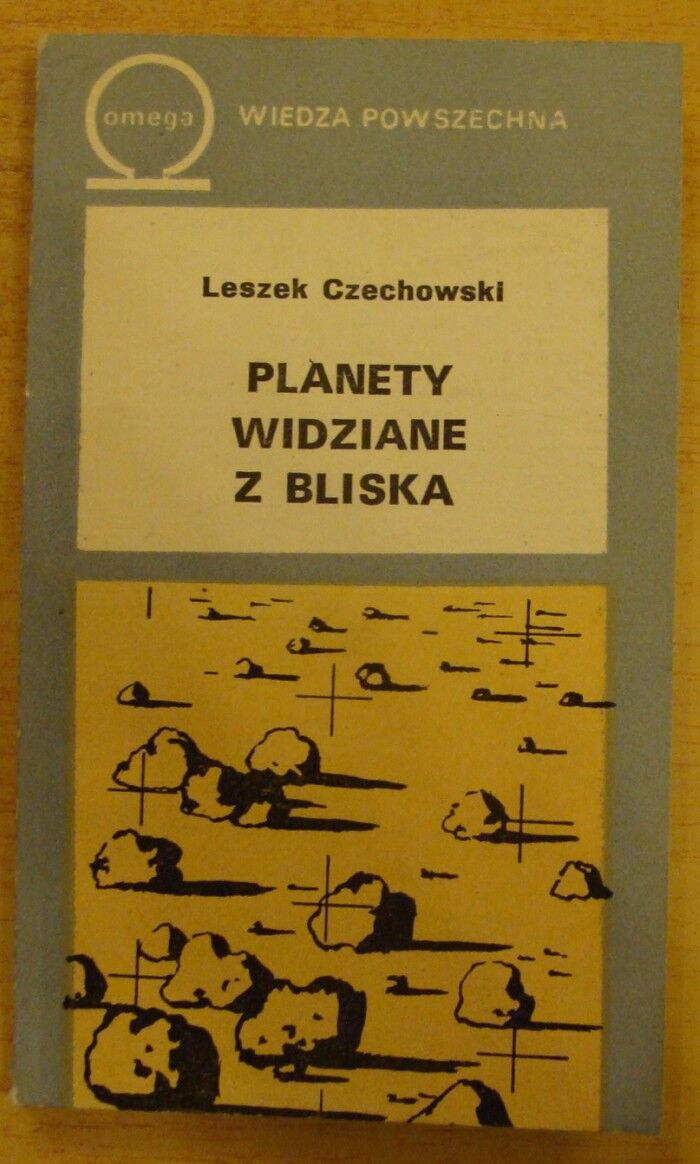 omega
WIEDZA POWSZECHNA
Leszek Czechowski
PLANETY
WIDZIANE
Z BLISKA